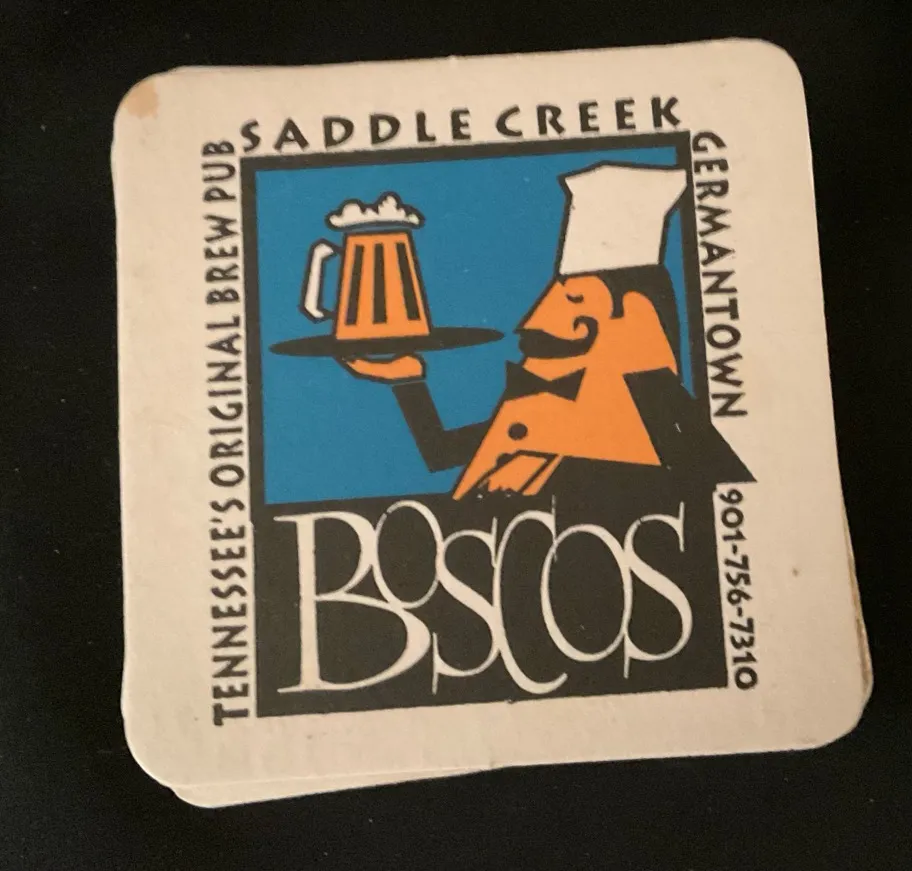 SADDLE CREEK
GERMANTOWN
901-756-7310
TENNESSEE'S ORIGINAL BREW PUB
BOSCOS